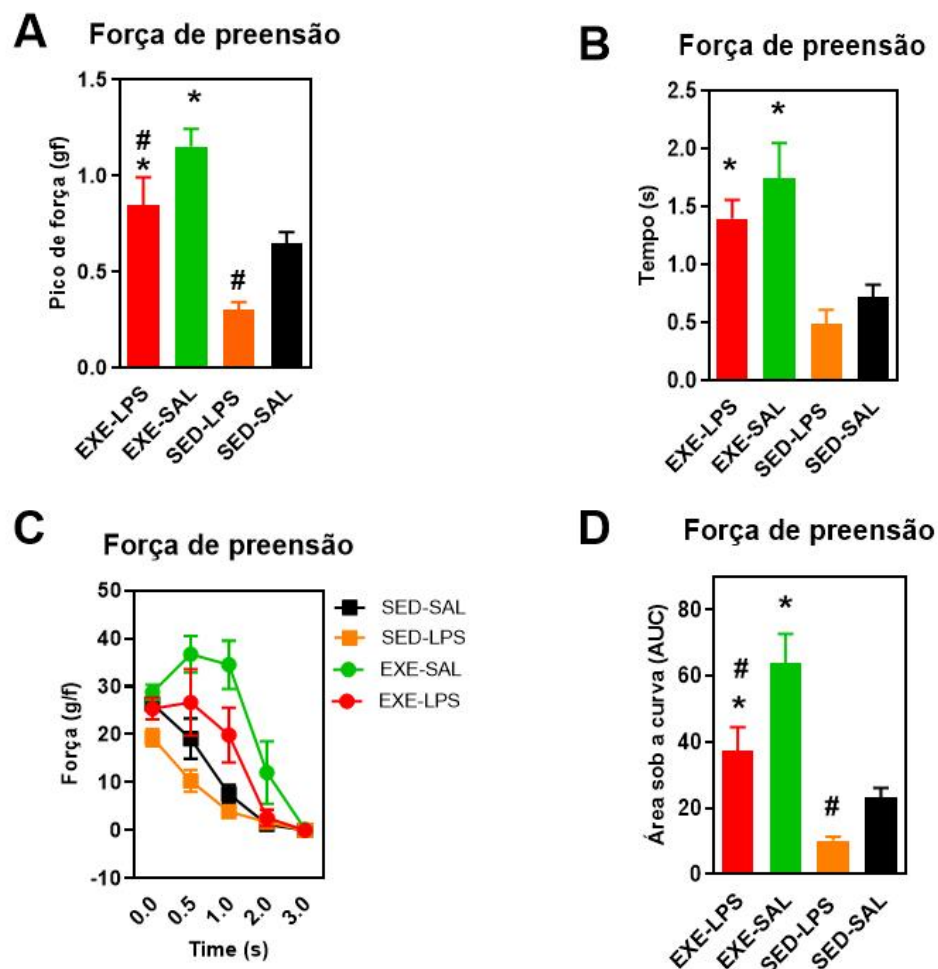 A
Força de preensão
Pico de força (gf)
1.5
1.0
0.5
0.0
#
*
*
#
EXE-LPS
EXE-SAL
SED-LPS
SED-SAL
B
Força de preensão
Tempo (s)
2.5
2.0
1.5
1.0
0.5
0.0
*
*
EXE-LPS
EXE-SAL
SED-LPS
SED-SAL
C
Força de preensão
Força (g/f)
50
40
30
20
10
0
-10
0.0
0.5
1.0
2.0
3.0
Time (s)
SED-SAL
SED-LPS
EXE-SAL
EXE-LPS
D
Força de preensão
Área sob a curva (AUC)
80
60
40
20
0
#
*
*
#
EXE-LPS
EXE-SAL
SED-LPS
SED-SAL